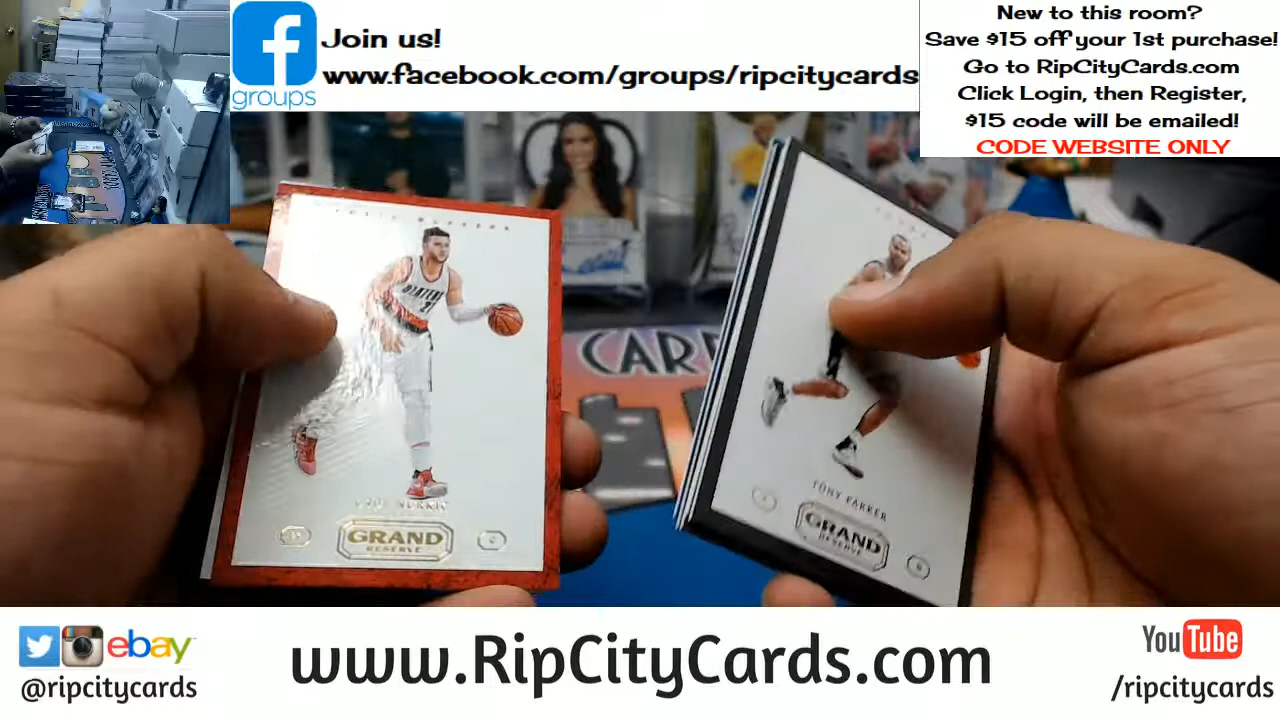 f
groups
Join us!
www.facebook.com/groups/ripcitycards
New to this room?
Save $15 off your 1st purchase!
Go to RipCityCards.com
Click Login, then Register,
$15 code will be emailed!
CODE WEBSITE ONLY
CARD
BLAZERS
GRAND
RESERVE
TONY PARKER
GRAND
RESERVE
ebay
@ripcitycards
www.RipCityCards.com
YouTube
/ripcitycards